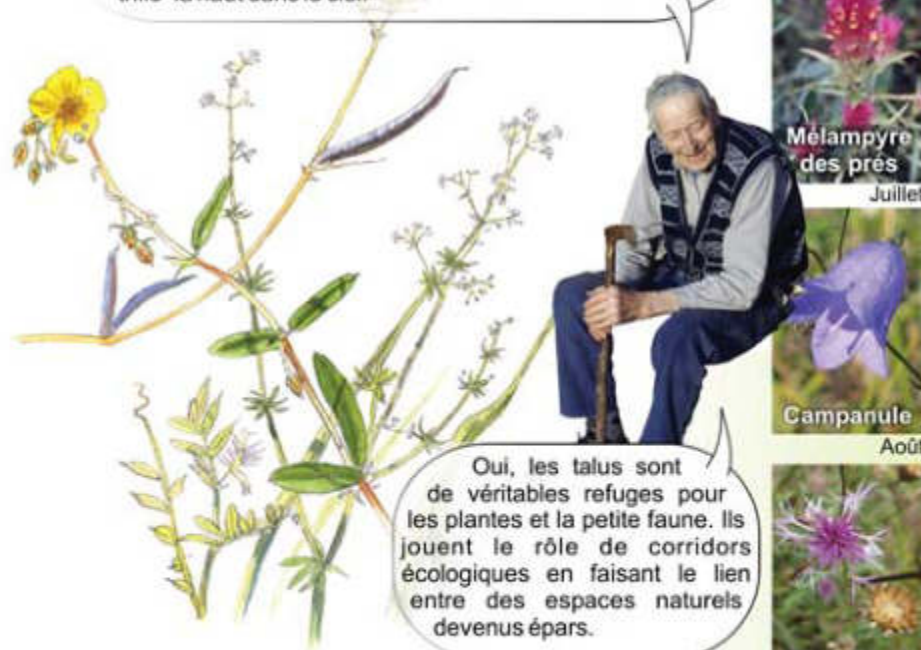 Mélampyre
des prés
Juillet
Campanule
Août
Oui, les talus sont
de véritables refuges pour
les plantes et la petite faune. Ils
jouent le rôle de corridors
écologiques en faisant le lien
entre des espaces naturels
devenus épars.